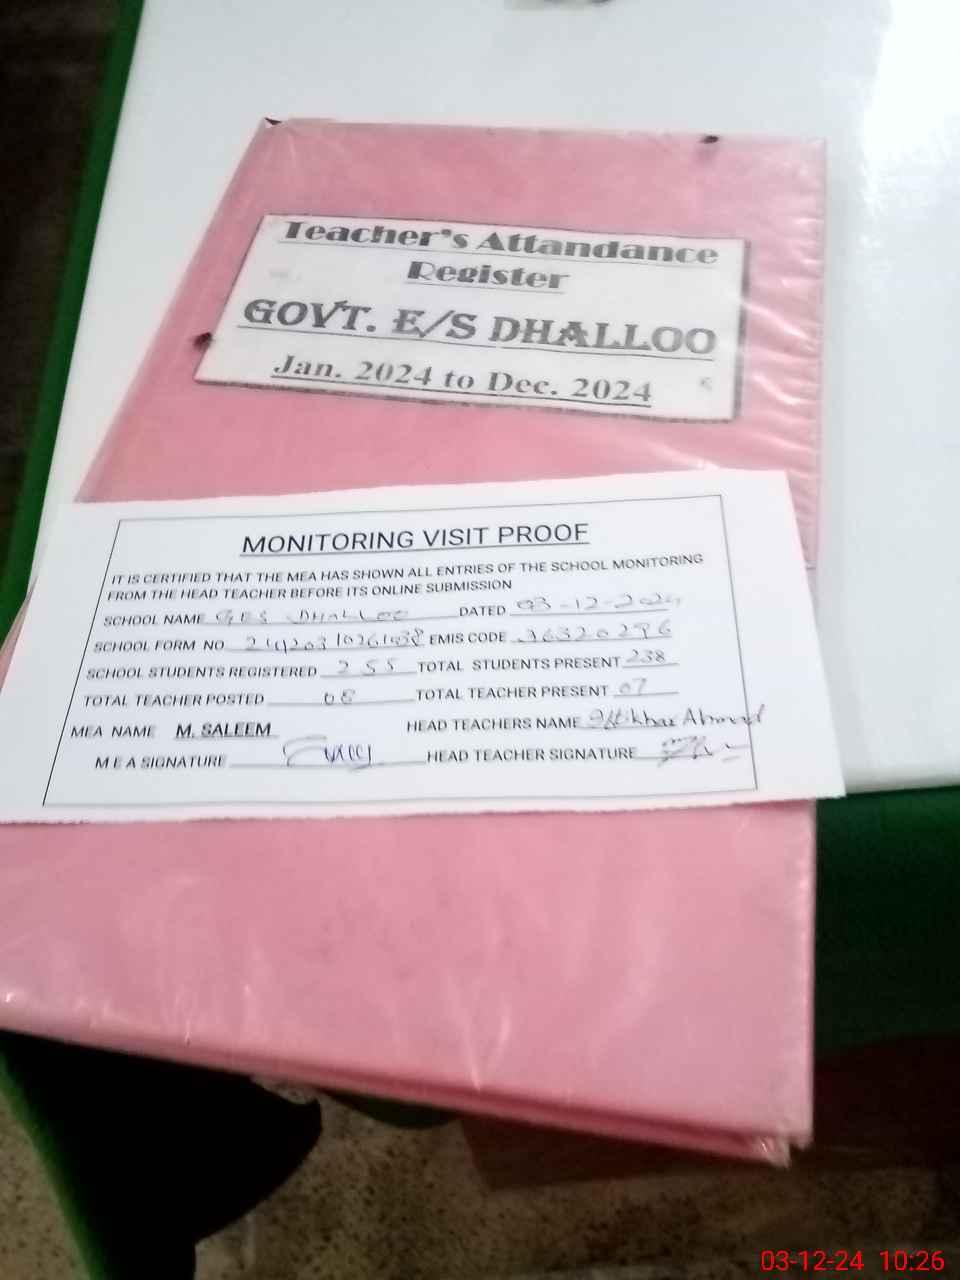 Teacher's Attandance
Register
GOVT. E/S DHALLOO
Jan. 2024 to Dec. 2024
MONITORING VISIT PROOF
IT IS CERTIFIED THAT THE MEA HAS SHOWN ALL ENTRIES OF THE SCHOOL MONITORING
FROM THE HEAD TEACHER BEFORE ITS ONLINE SUBMISSION
SCHOOL NAME GES DHALLOO DATED 03-12-2024
SCHOOL FORM NO EMIS CODE 36320296
SCHOOL STUDENTS REGISTERED 255 TOTAL STUDENTS PRESENT 238
TOTAL TEACHER POSTED 08 TOTAL TEACHER PRESENT 07
MEA NAME M. SALEEM HEAD TEACHERS NAME Iftikhar Ahmad
M E A SIGNATURE HEAD TEACHER SIGNATURE
03-12-24 10:26